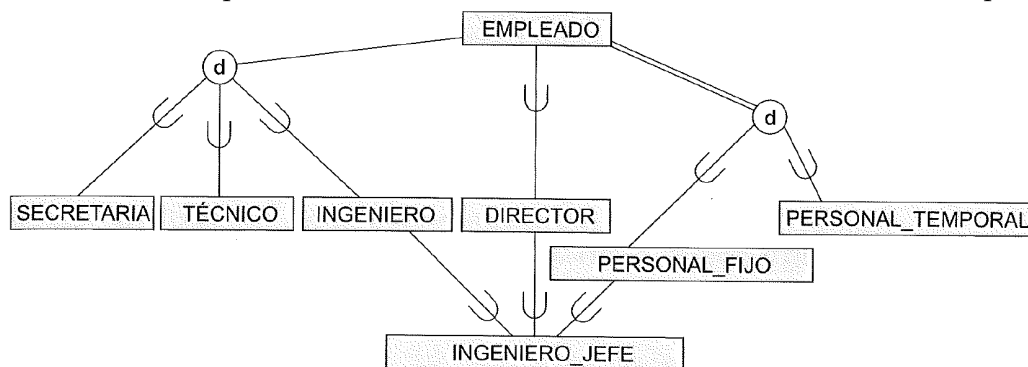 EMPLEADO
d
d
SECRETARIA
TÉCNICO
INGENIERO
DIRECTOR
PERSONAL_TEMPORAL
PERSONAL_FIJO
INGENIERO_JEFE